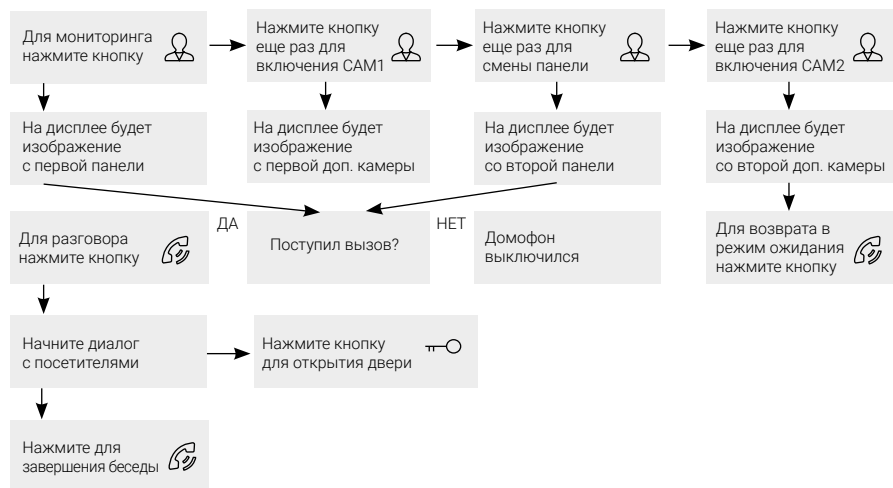 Для мониторинга
нажмите кнопку
Нажмите кнопку
еще раз для
включения CAM1
Нажмите кнопку
еще раз для
смены панели
Нажмите кнопку
еще раз для
включения CAM2
На дисплее будет
изображение
с первой панели
На дисплее будет
изображение
с первой доп. камеры
На дисплее будет
изображение
со второй панели
На дисплее будет
изображение
со второй доп. камеры
Для разговора
нажмите кнопку
ДА
Поступил вызов?
НЕТ
Домофон
выключился
Для возврата в
режим ожидания
нажмите кнопку
Начните диалог
с посетителями
Нажмите кнопку
для открытия двери
Нажмите для
завершения беседы